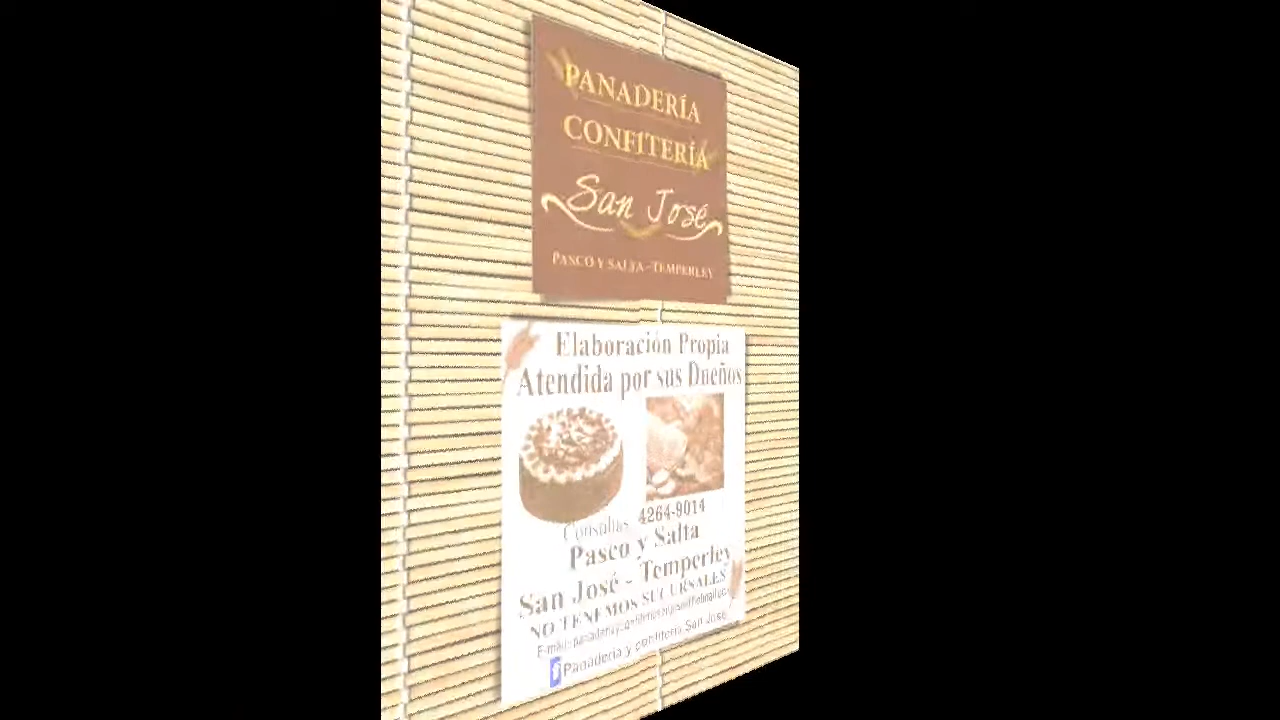 PANADERÍA
CONFITERÍA
San José
PASCO Y SALTA - TEMPERLEY
Elaboración Propia
Atendida por sus Dueños
Consultas 4264-9014
Pasco y Salta
San José - Temperley
NO TENEMOS SUCURSALES
E-mail:
Panadería y confitería San José